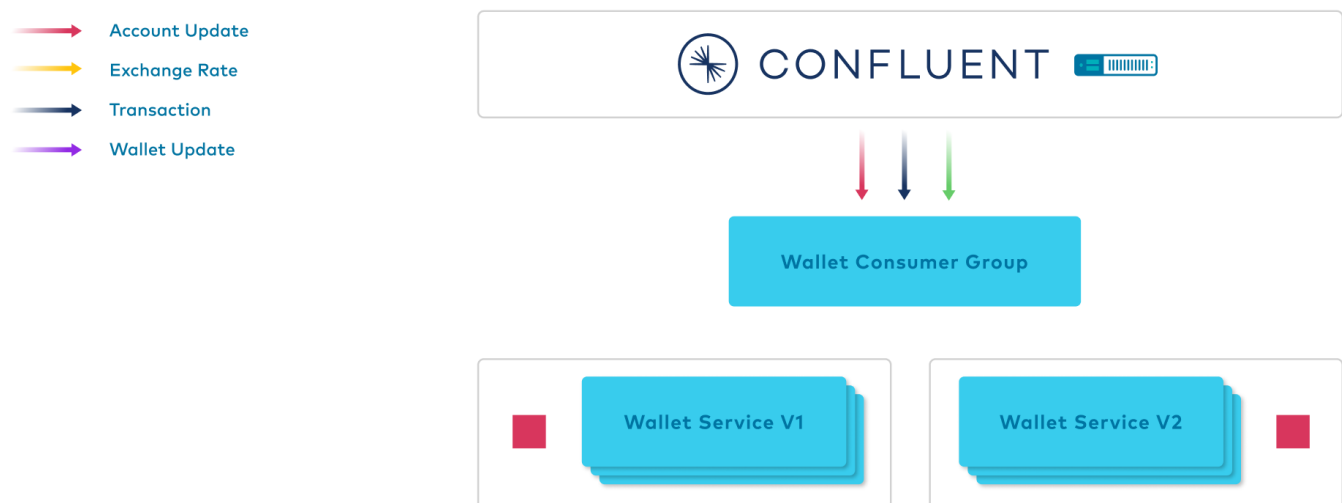 Account Update
Exchange Rate
Transaction
Wallet Update
CONFLUENT
Wallet Consumer Group
Wallet Service V1
Wallet Service V2